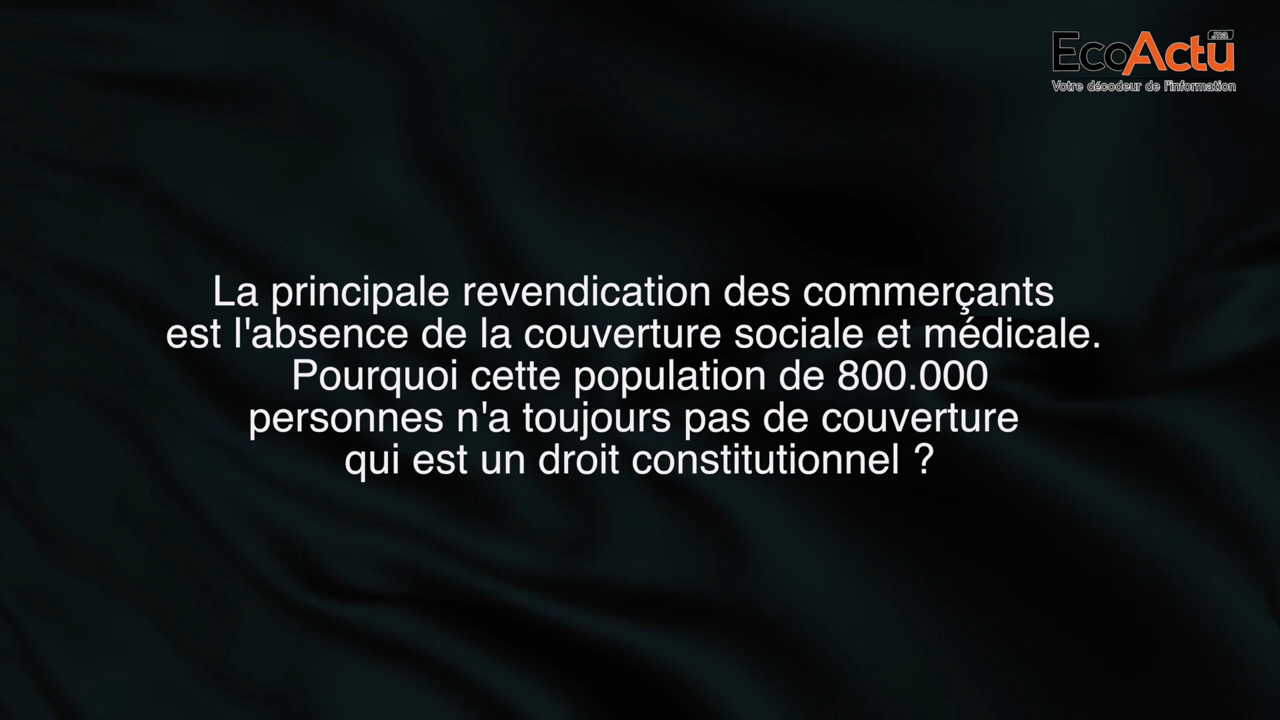 EcoActu
.ma
Votre décodeur de l'information
La principale revendication des commerçants
est l'absence de la couverture sociale et médicale.
Pourquoi cette population de 800.000
personnes n'a toujours pas de couverture
qui est un droit constitutionnel ?